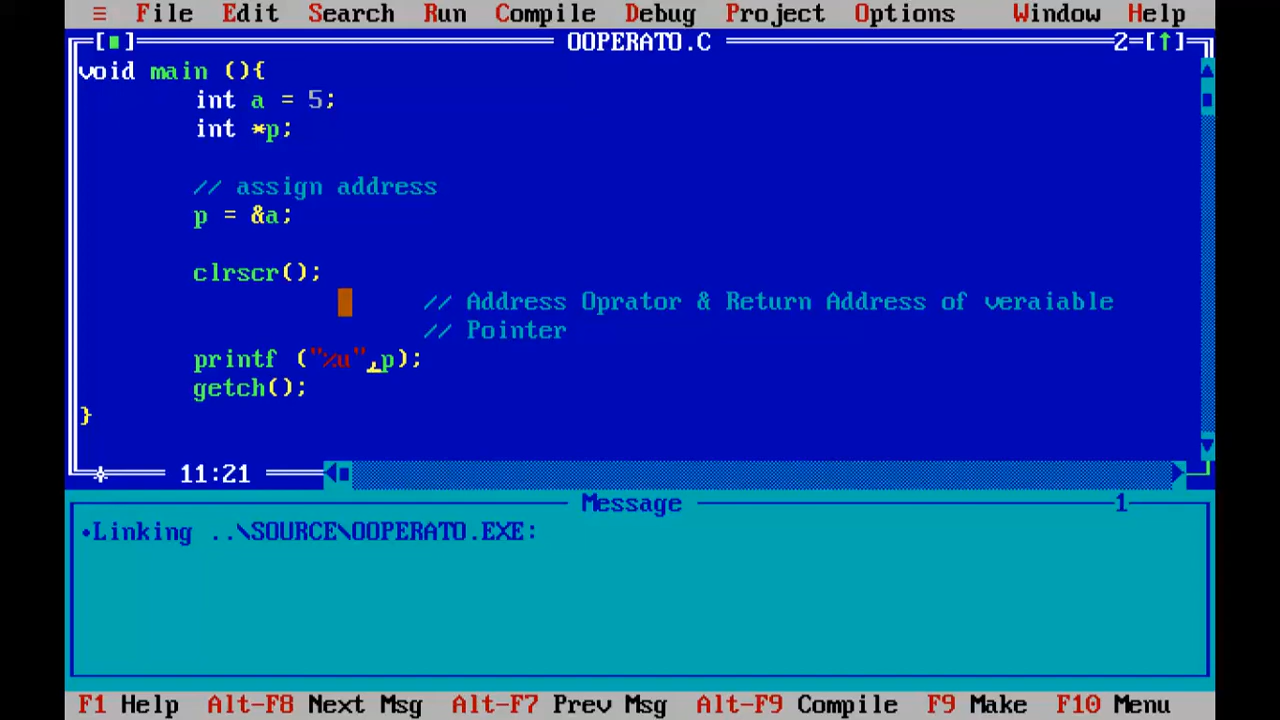 ≡ File Edit Search Run Compile Debug Project Options Window Help
[■] OOPERATO.C 2=[↑]
void main (){
int a = 5;
int *p;
// assign address
p = &a;
clrscr();
// Address Oprator & Return Address of veraiable
// Pointer
printf ("%u",p);
getch();
}
11:21
Message 1
•Linking ..\SOURCE\OOPERATO.EXE:
F1 Help Alt-F8 Next Msg Alt-F7 Prev Msg Alt-F9 Compile F9 Make F10 Menu